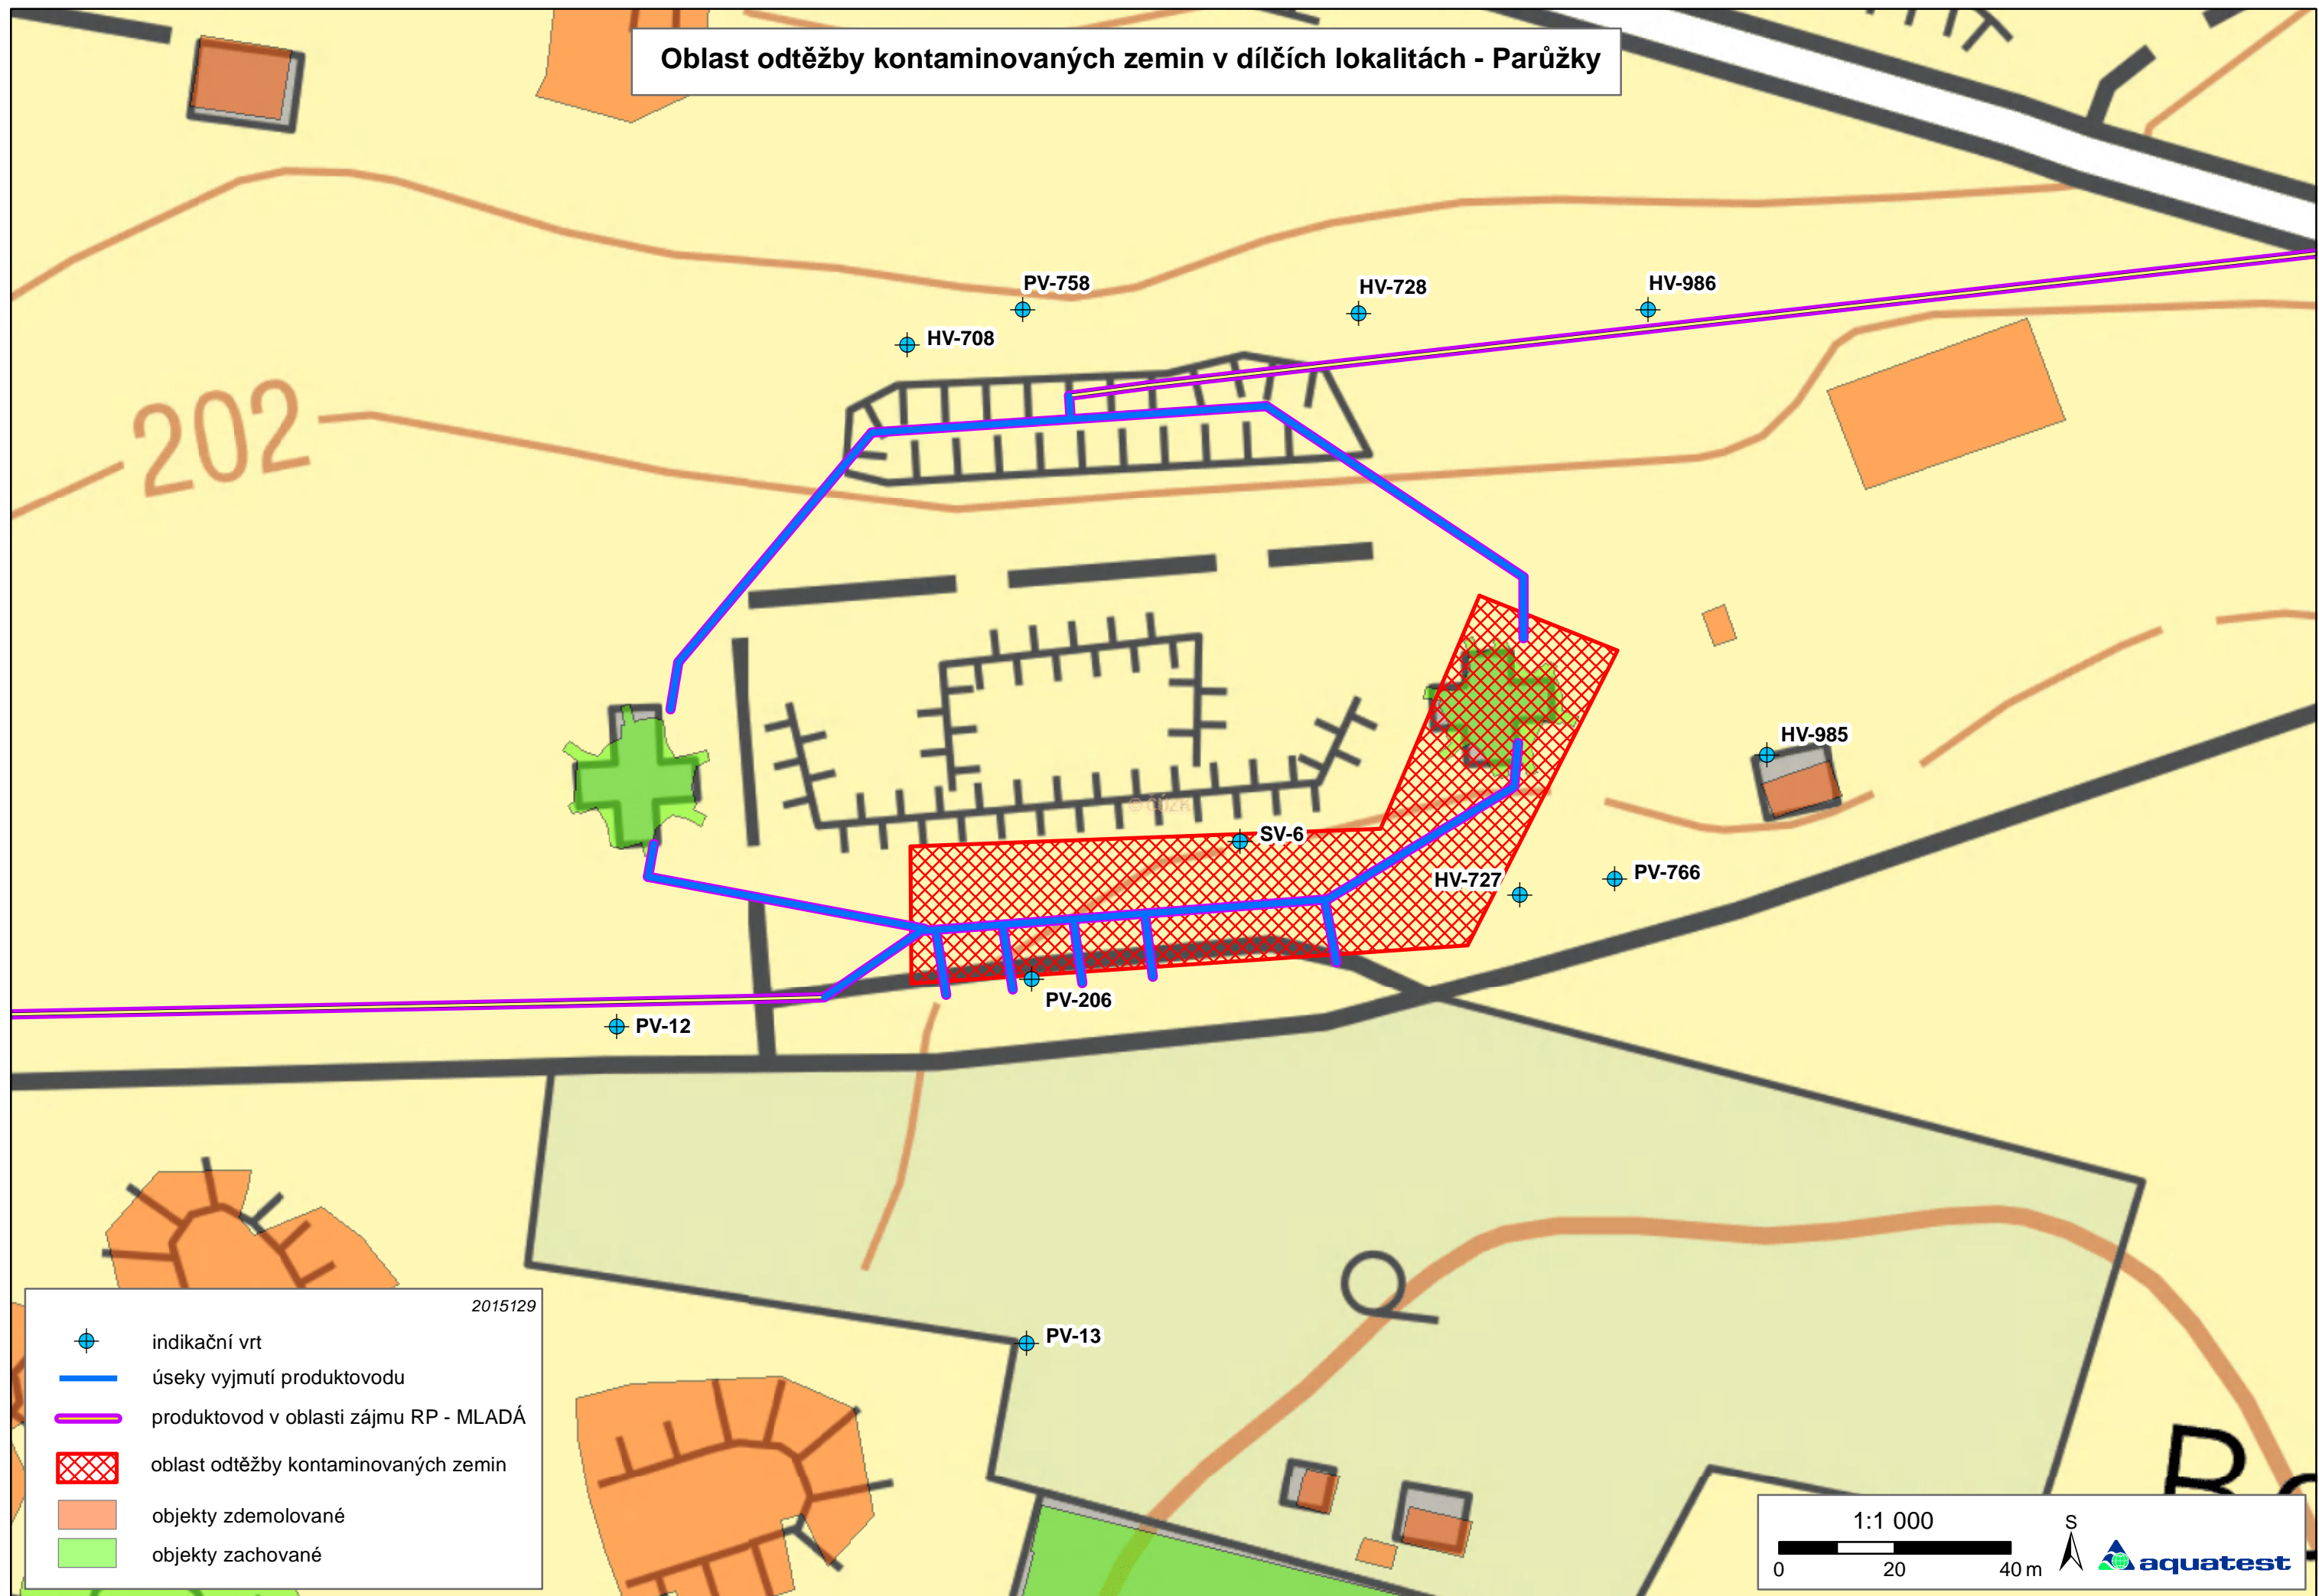 Oblast odtěžby kontaminovaných zemin v dílčích lokalitách - Parůžky
PV-758
HV-728
HV-986
HV-708
202
HV-985
© ČÚZK
SV-6
HV-727
PV-766
PV-206
PV-12
PV-13
2015129
indikační vrt
úseky vyjmutí produktovodu
produktovod v oblasti zájmu RP - MLADÁ
oblast odtěžby kontaminovaných zemin
objekty zdemolované
objekty zachované
1:1 000
S
0 20 40 m
aquatest